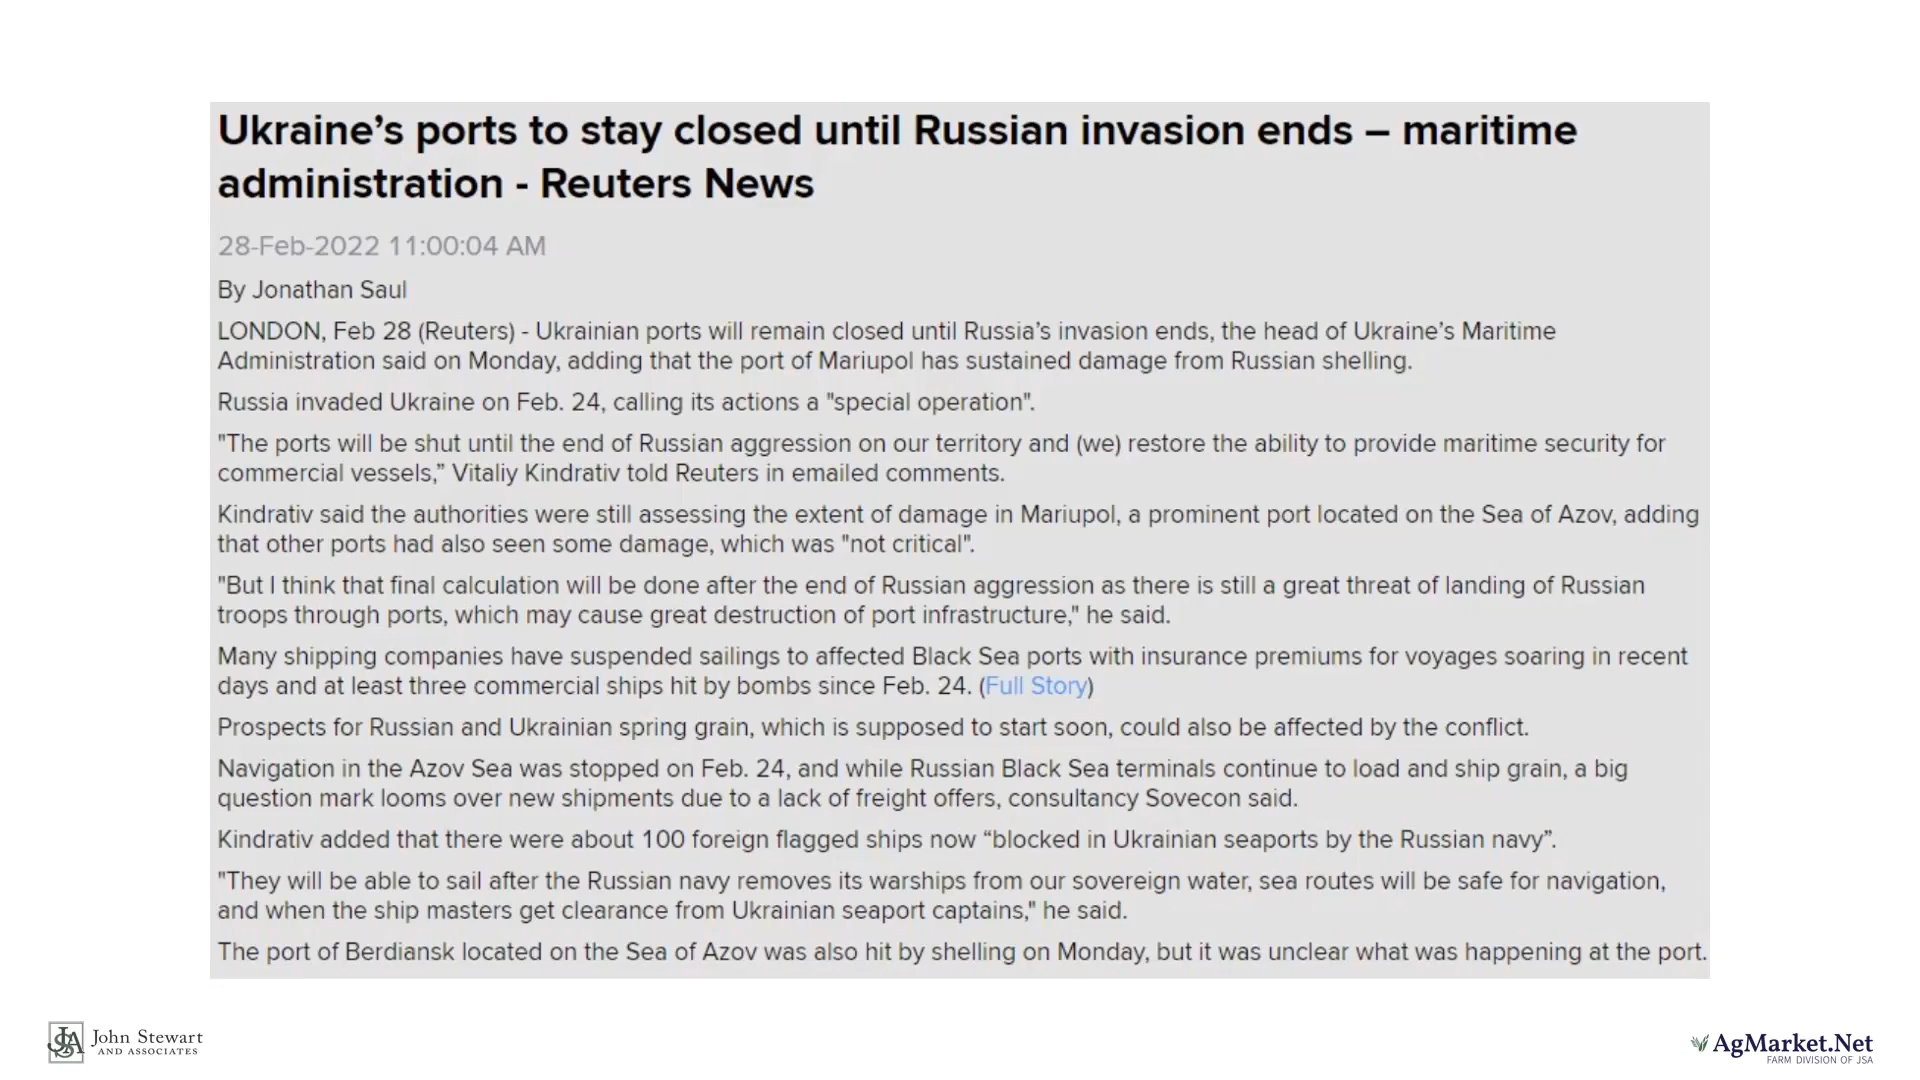 Ukraine’s ports to stay closed until Russian invasion ends – maritime
administration - Reuters News
28-Feb-2022 11:00:04 AM
By Jonathan Saul
LONDON, Feb 28 (Reuters) - Ukrainian ports will remain closed until Russia’s invasion ends, the head of Ukraine’s Maritime
Administration said on Monday, adding that the port of Mariupol has sustained damage from Russian shelling.
Russia invaded Ukraine on Feb. 24, calling its actions a "special operation".
"The ports will be shut until the end of Russian aggression on our territory and (we) restore the ability to provide maritime security for
commercial vessels,” Vitaliy Kindrativ told Reuters in emailed comments.
Kindrativ said the authorities were still assessing the extent of damage in Mariupol, a prominent port located on the Sea of Azov, adding
that other ports had also seen some damage, which was "not critical".
"But I think that final calculation will be done after the end of Russian aggression as there is still a great threat of landing of Russian
troops through ports, which may cause great destruction of port infrastructure," he said.
Many shipping companies have suspended sailings to affected Black Sea ports with insurance premiums for voyages soaring in recent
days and at least three commercial ships hit by bombs since Feb. 24. (Full Story)
Prospects for Russian and Ukrainian spring grain, which is supposed to start soon, could also be affected by the conflict.
Navigation in the Azov Sea was stopped on Feb. 24, and while Russian Black Sea terminals continue to load and ship grain, a big
question mark looms over new shipments due to a lack of freight offers, consultancy Sovecon said.
Kindrativ added that there were about 100 foreign flagged ships now “blocked in Ukrainian seaports by the Russian navy”.
"They will be able to sail after the Russian navy removes its warships from our sovereign water, sea routes will be safe for navigation,
and when the ship masters get clearance from Ukrainian seaport captains," he said.
The port of Berdiansk located on the Sea of Azov was also hit by shelling on Monday, but it was unclear what was happening at the port.
JSA John Stewart
AND ASSOCIATES
AgMarket.Net
FARM DIVISION OF JSA